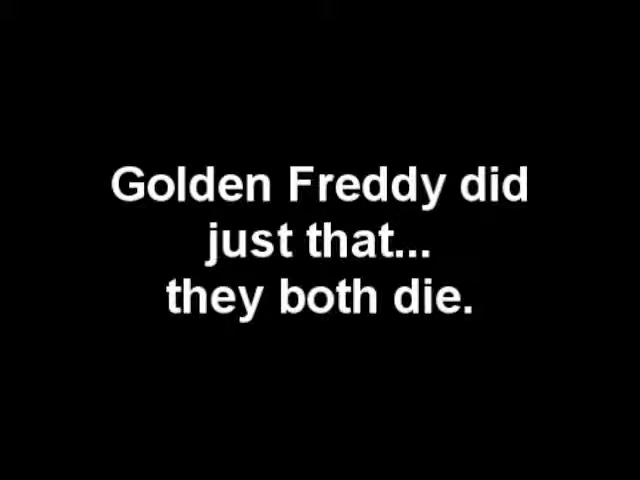 Golden Freddy did
just that...
they both die.